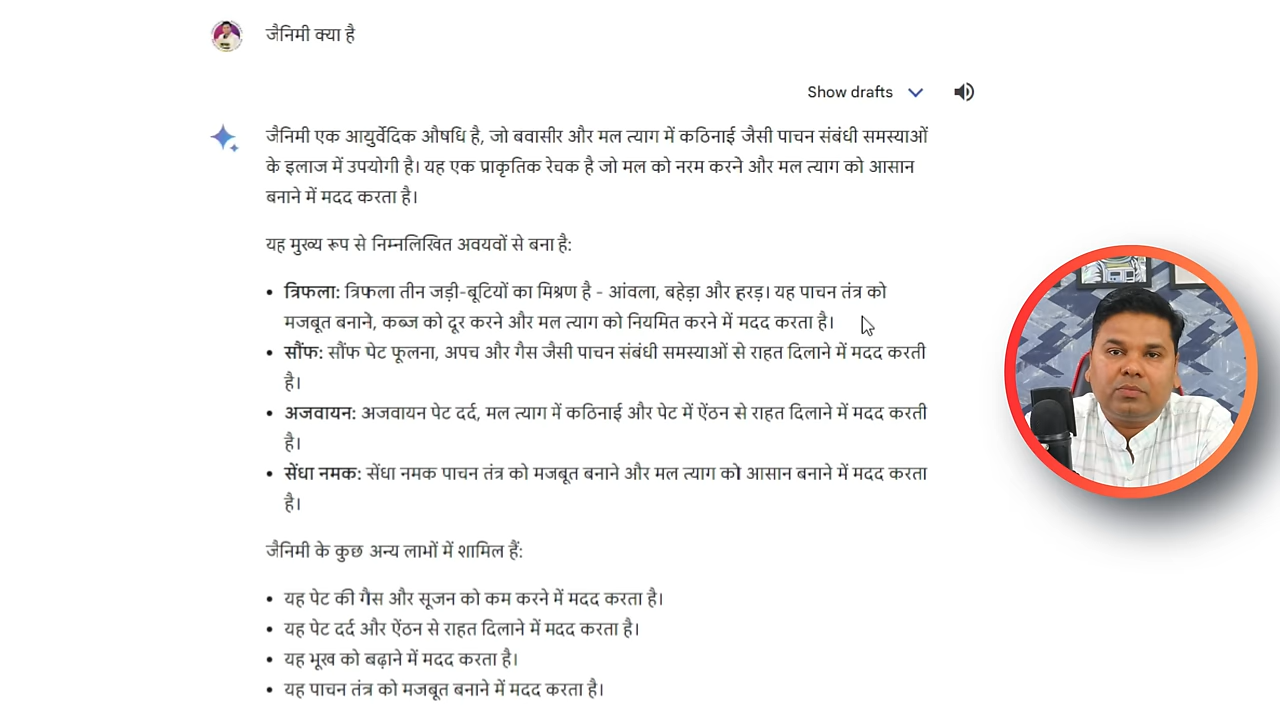 जैनिमी क्या है
Show drafts
जैनिमी एक आयुर्वेदिक औषधि है, जो बवासीर और मल त्याग में कठिनाई जैसी पाचन संबंधी समस्याओं
के इलाज में उपयोगी है। यह एक प्राकृतिक रेचक है जो मल को नरम करने और मल त्याग को आसान
बनाने में मदद करता है।
यह मुख्य रूप से निम्नलिखित अवयवों से बना है:
• त्रिफला: त्रिफला तीन जड़ी-बूटियों का मिश्रण है - आंवला, बहेड़ा और हरड़। यह पाचन तंत्र को
मजबूत बनाने, कब्ज को दूर करने और मल त्याग को नियमित करने में मदद करता है।
• सौंफ: सौंफ पेट फूलना, अपच और गैस जैसी पाचन संबंधी समस्याओं से राहत दिलाने में मदद करती
है।
• अजवायन: अजवायन पेट दर्द, मल त्याग में कठिनाई और पेट में ऐंठन से राहत दिलाने में मदद करती
है।
• सेंधा नमक: सेंधा नमक पाचन तंत्र को मजबूत बनाने और मल त्याग को आसान बनाने में मदद करता
है।
जैनिमी के कुछ अन्य लाभों में शामिल हैं:
• यह पेट की गैस और सूजन को कम करने में मदद करता है।
• यह पेट दर्द और ऐंठन से राहत दिलाने में मदद करता है।
• यह भूख को बढ़ाने में मदद करता है।
• यह पाचन तंत्र को मजबूत बनाने में मदद करता है।